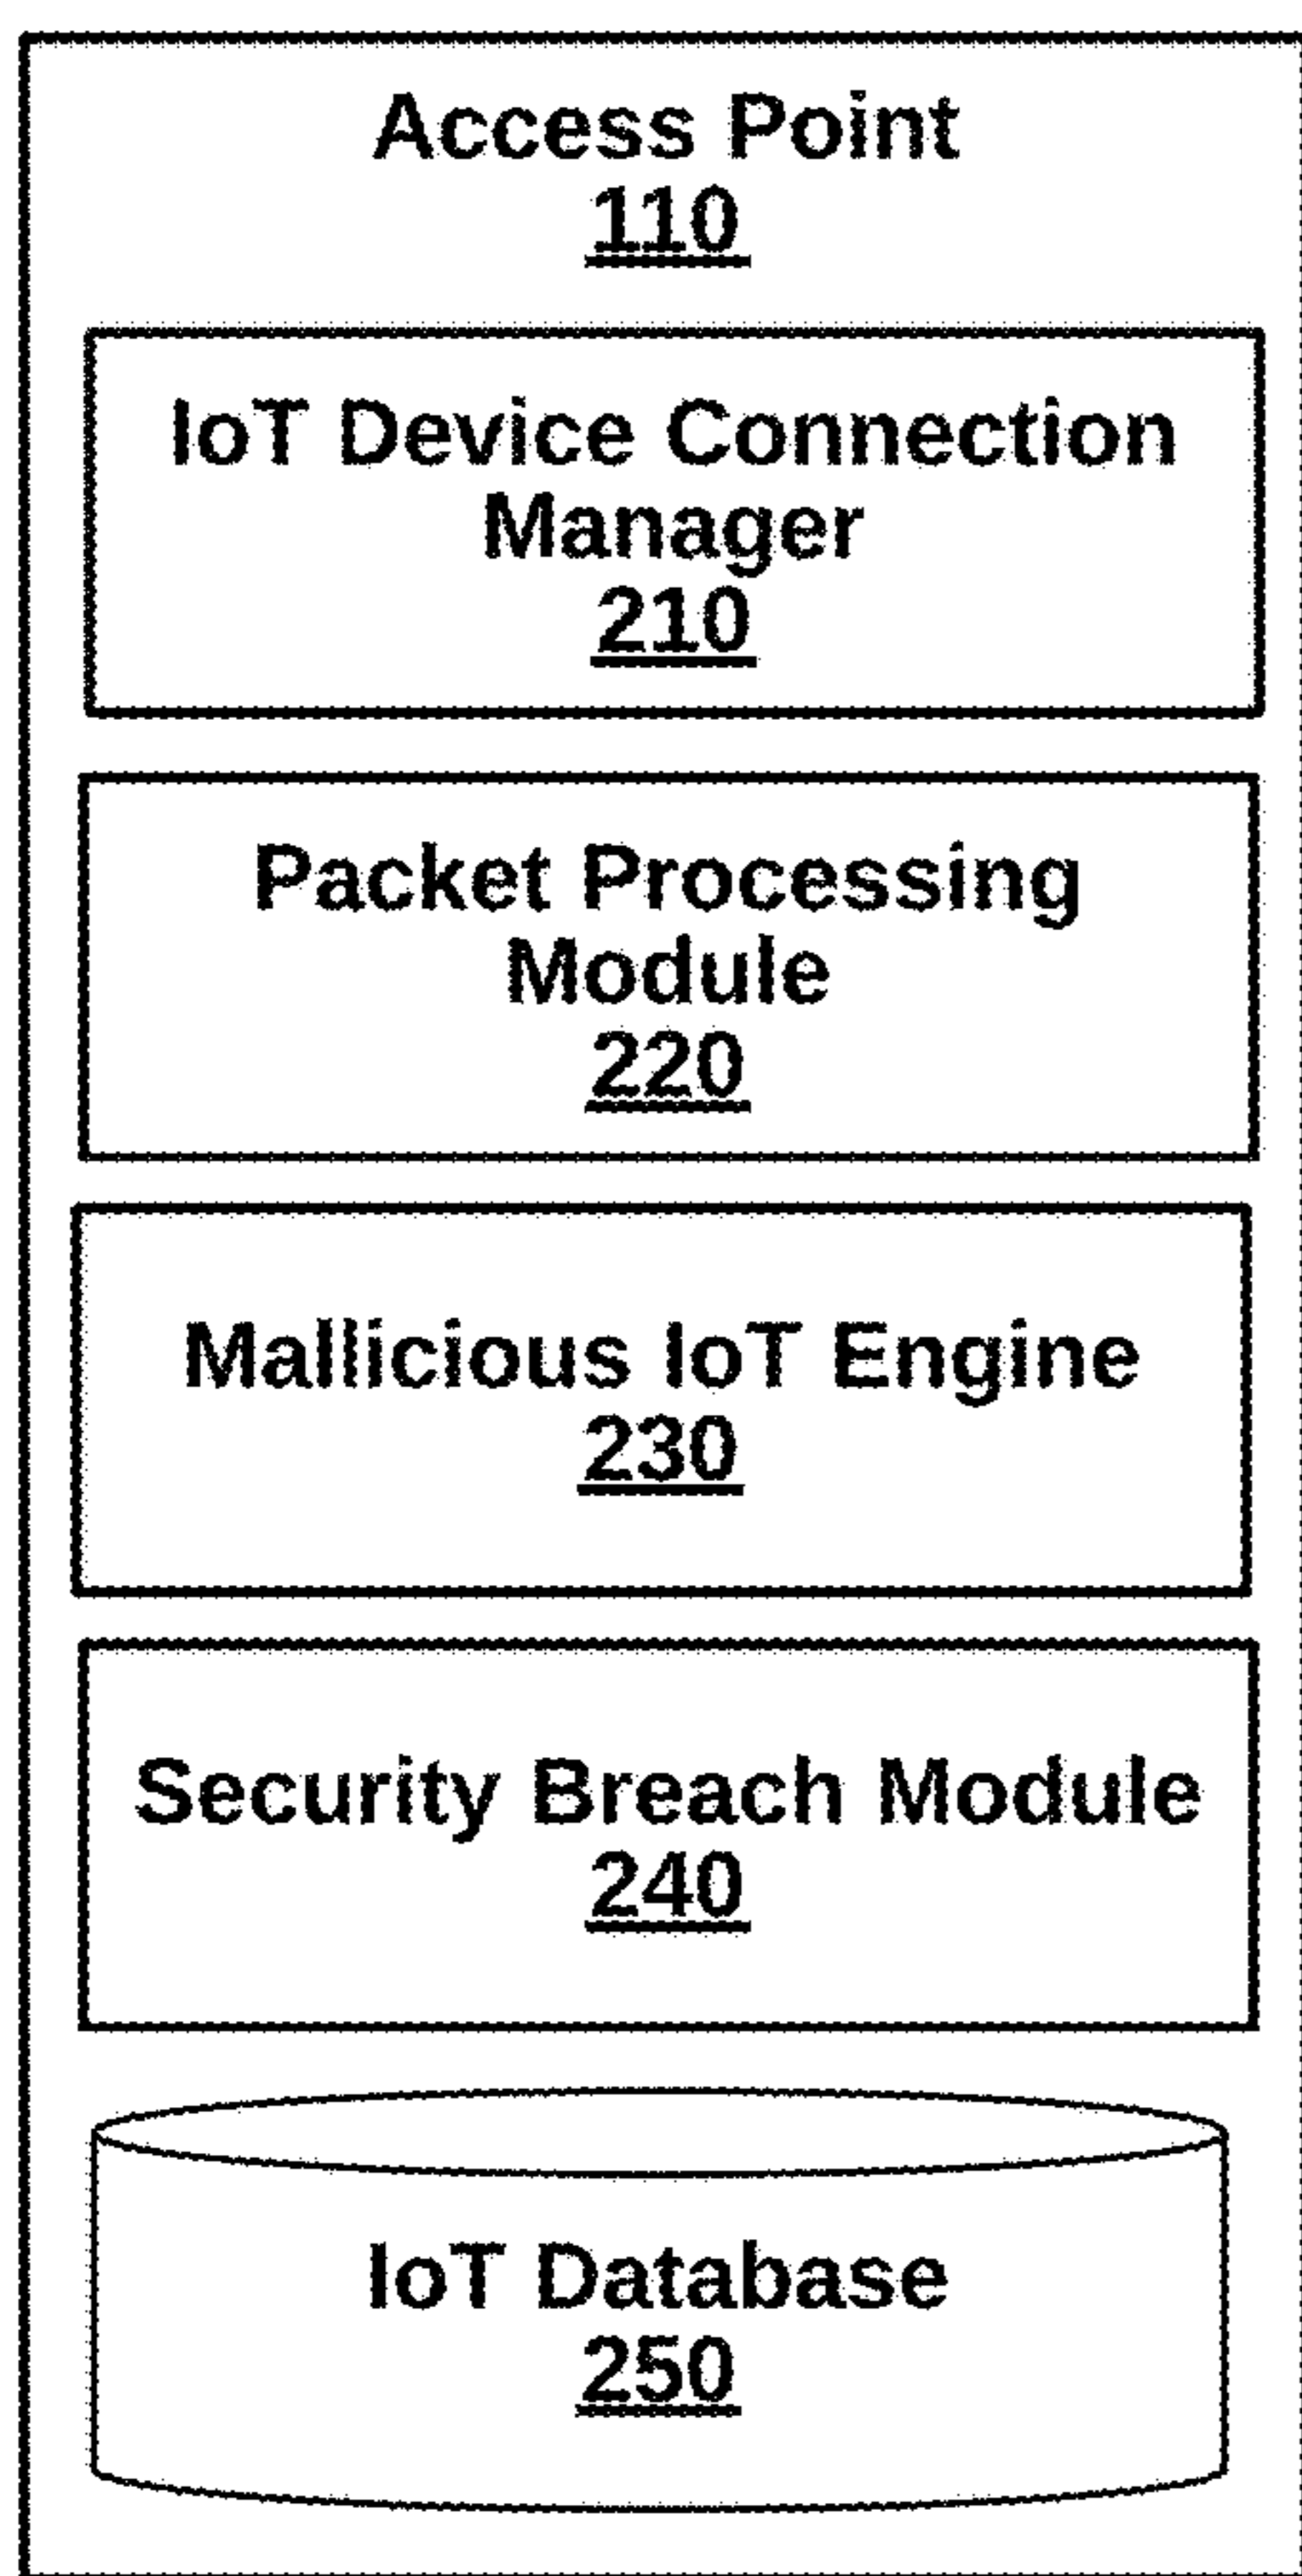 Access Point
110
IoT Device Connection
Manager
210
Packet Processing
Module
220
Mallicious IoT Engine
230
Security Breach Module
240
IoT Database
250